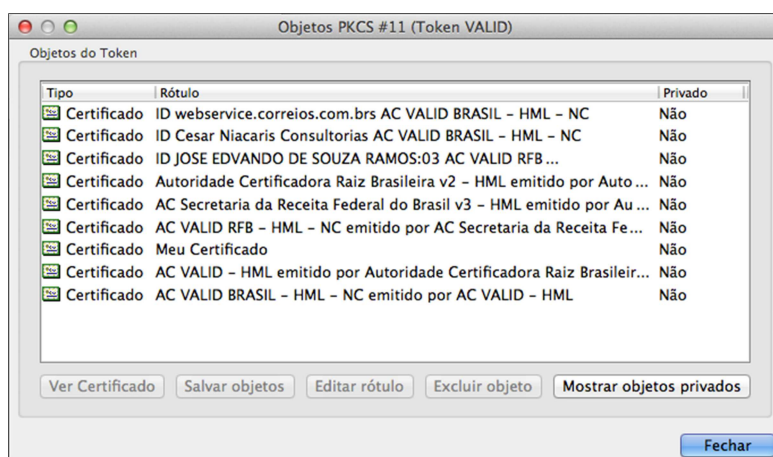 Objetos PKCS #11 (Token VALID)
Objetos do Token
Tipo Rótulo Privado
Certificado ID webservice.correios.com.brs AC VALID BRASIL – HML – NC Não
Certificado ID Cesar Niacaris Consultorias AC VALID BRASIL – HML – NC Não
Certificado ID JOSE EDVANDO DE SOUZA RAMOS:03 AC VALID RFB ... Não
Certificado Autoridade Certificadora Raiz Brasileira v2 – HML emitido por Auto ... Não
Certificado AC Secretaria da Receita Federal do Brasil v3 – HML emitido por Au ... Não
Certificado AC VALID RFB – HML – NC emitido por AC Secretaria da Receita Fe... Não
Certificado Meu Certificado Não
Certificado AC VALID – HML emitido por Autoridade Certificadora Raiz Brasileir... Não
Certificado AC VALID BRASIL – HML – NC emitido por AC VALID – HML Não
Ver Certificado Salvar objetos Editar rótulo Excluir objeto Mostrar objetos privados
Fechar